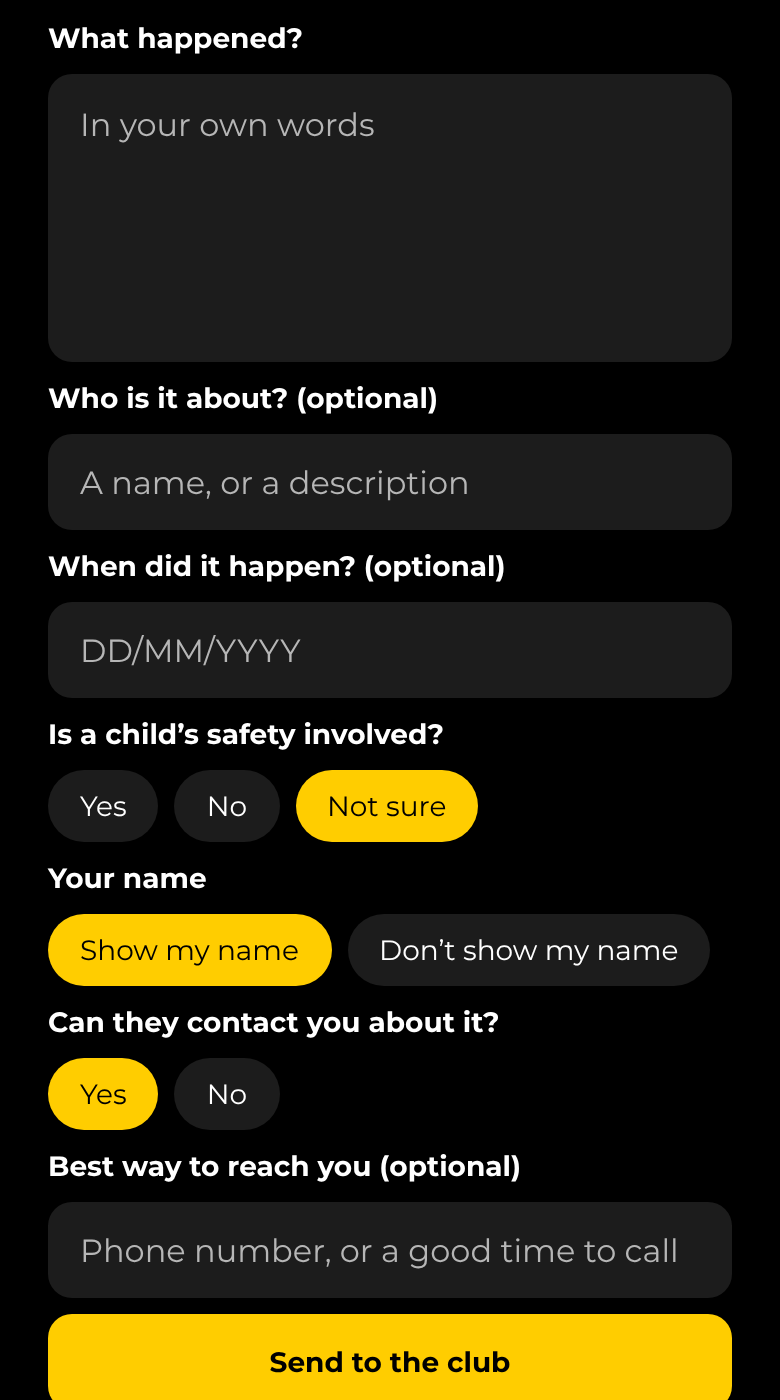 What happened?
In your own words
Who is it about? (optional)
A name, or a description
When did it happen? (optional)
DD/MM/YYYY
Is a child’s safety involved?
Yes No Not sure
Your name
Show my name Don’t show my name
Can they contact you about it?
Yes No
Best way to reach you (optional)
Phone number, or a good time to call
Send to the club